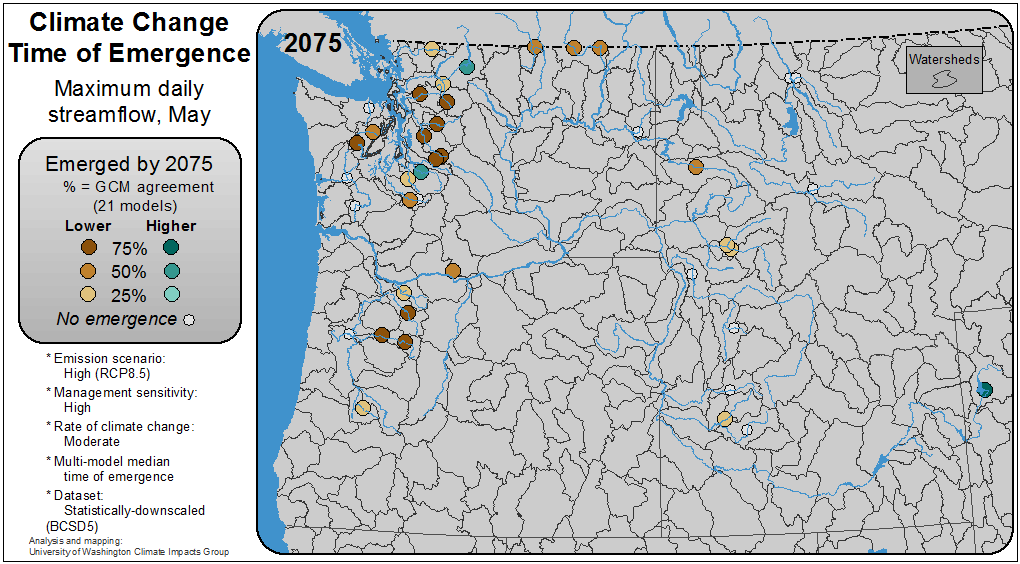 Climate Change
Time of Emergence
Maximum daily
streamflow, May
Emerged by 2075
% = GCM agreement
(21 models)
Lower Higher
75%
50%
25%
No emergence
* Emission scenario:
High (RCP8.5)
* Management sensitivity:
High
* Rate of climate change:
Moderate
* Multi-model median
time of emergence
* Dataset:
Statistically-downscaled
(BCSD5)
Analysis and mapping:
University of Washington Climate Impacts Group
2075
Watersheds